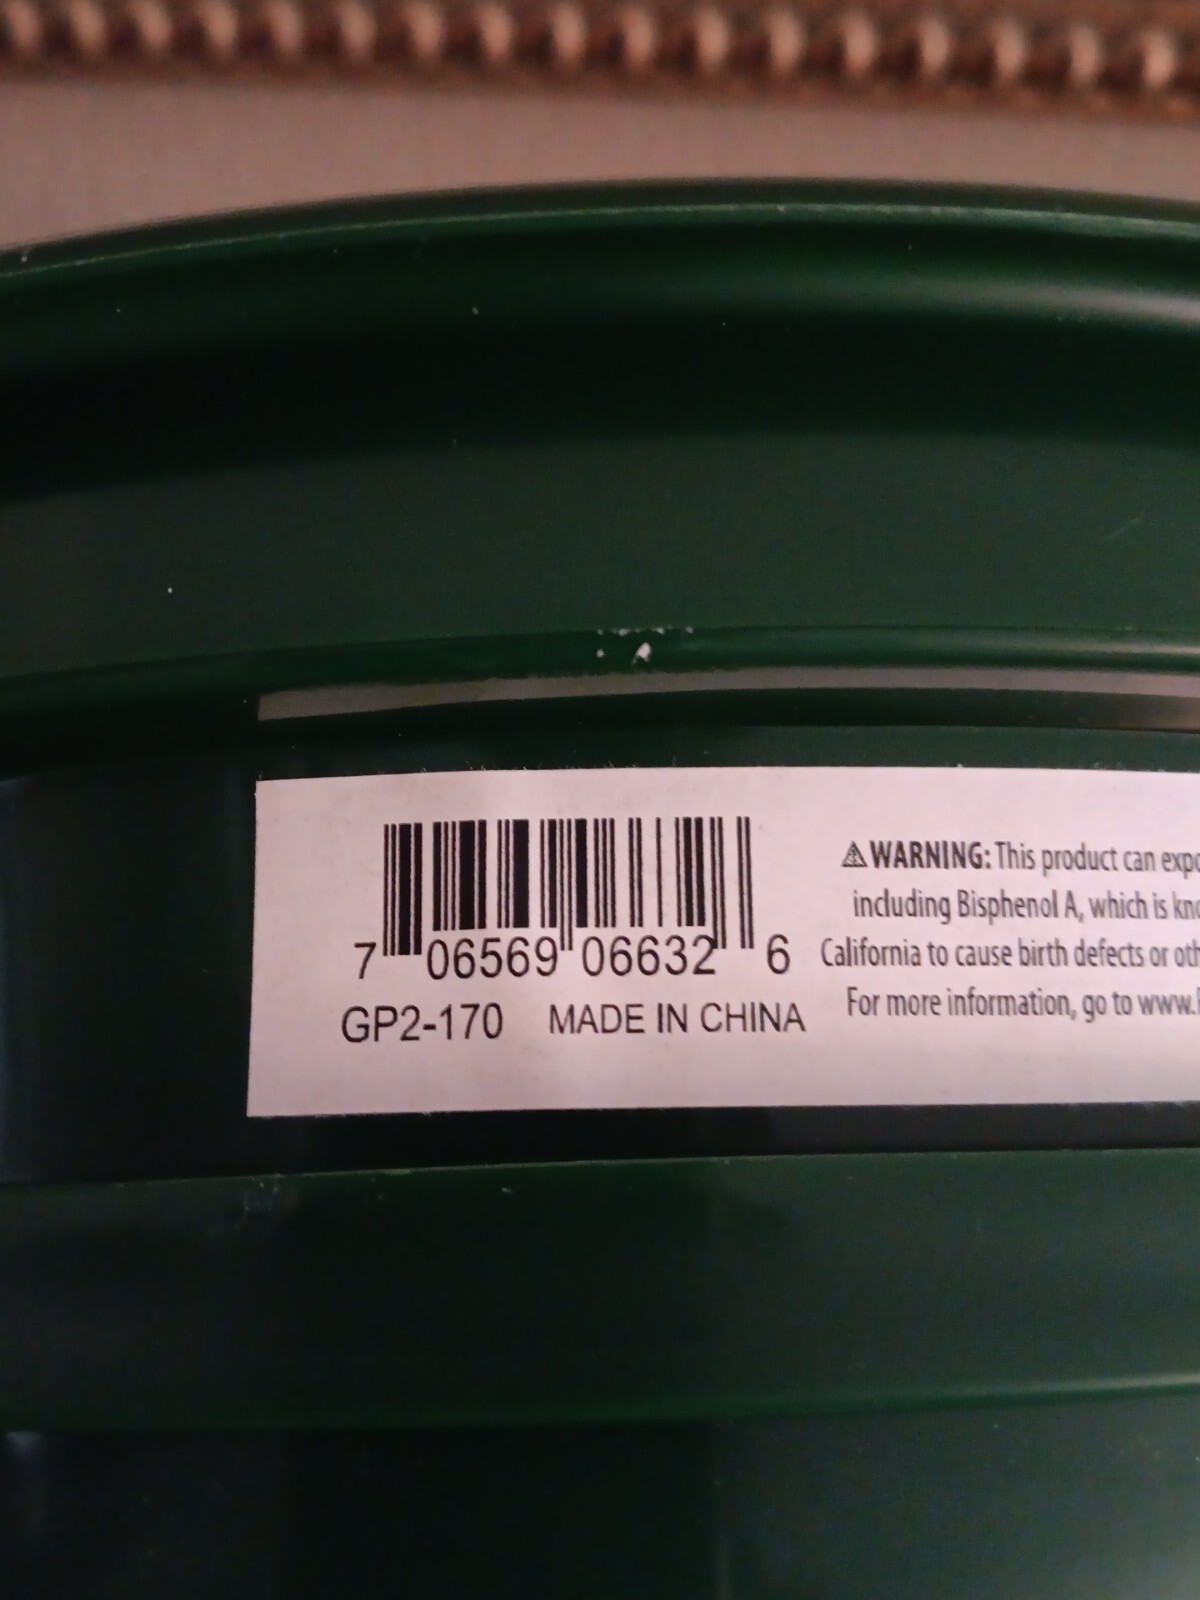 7 06569 06632 6
GP2-170 MADE IN CHINA
⚠WARNING: This product can
including Bisphenol A, which is
California to cause birth defects or
For more information, go to